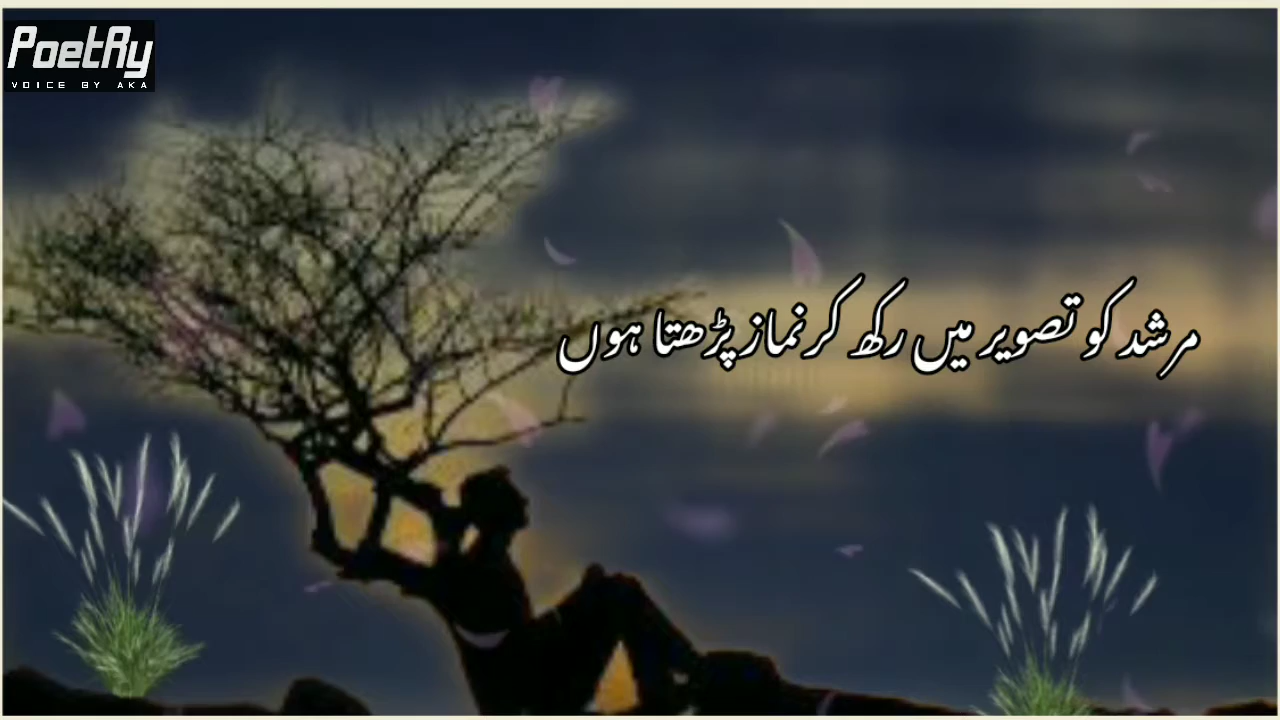 PoetRy
VOICE BY AKA
مرشد کو تصویر میں رکھ کر نماز پڑھتا ہوں